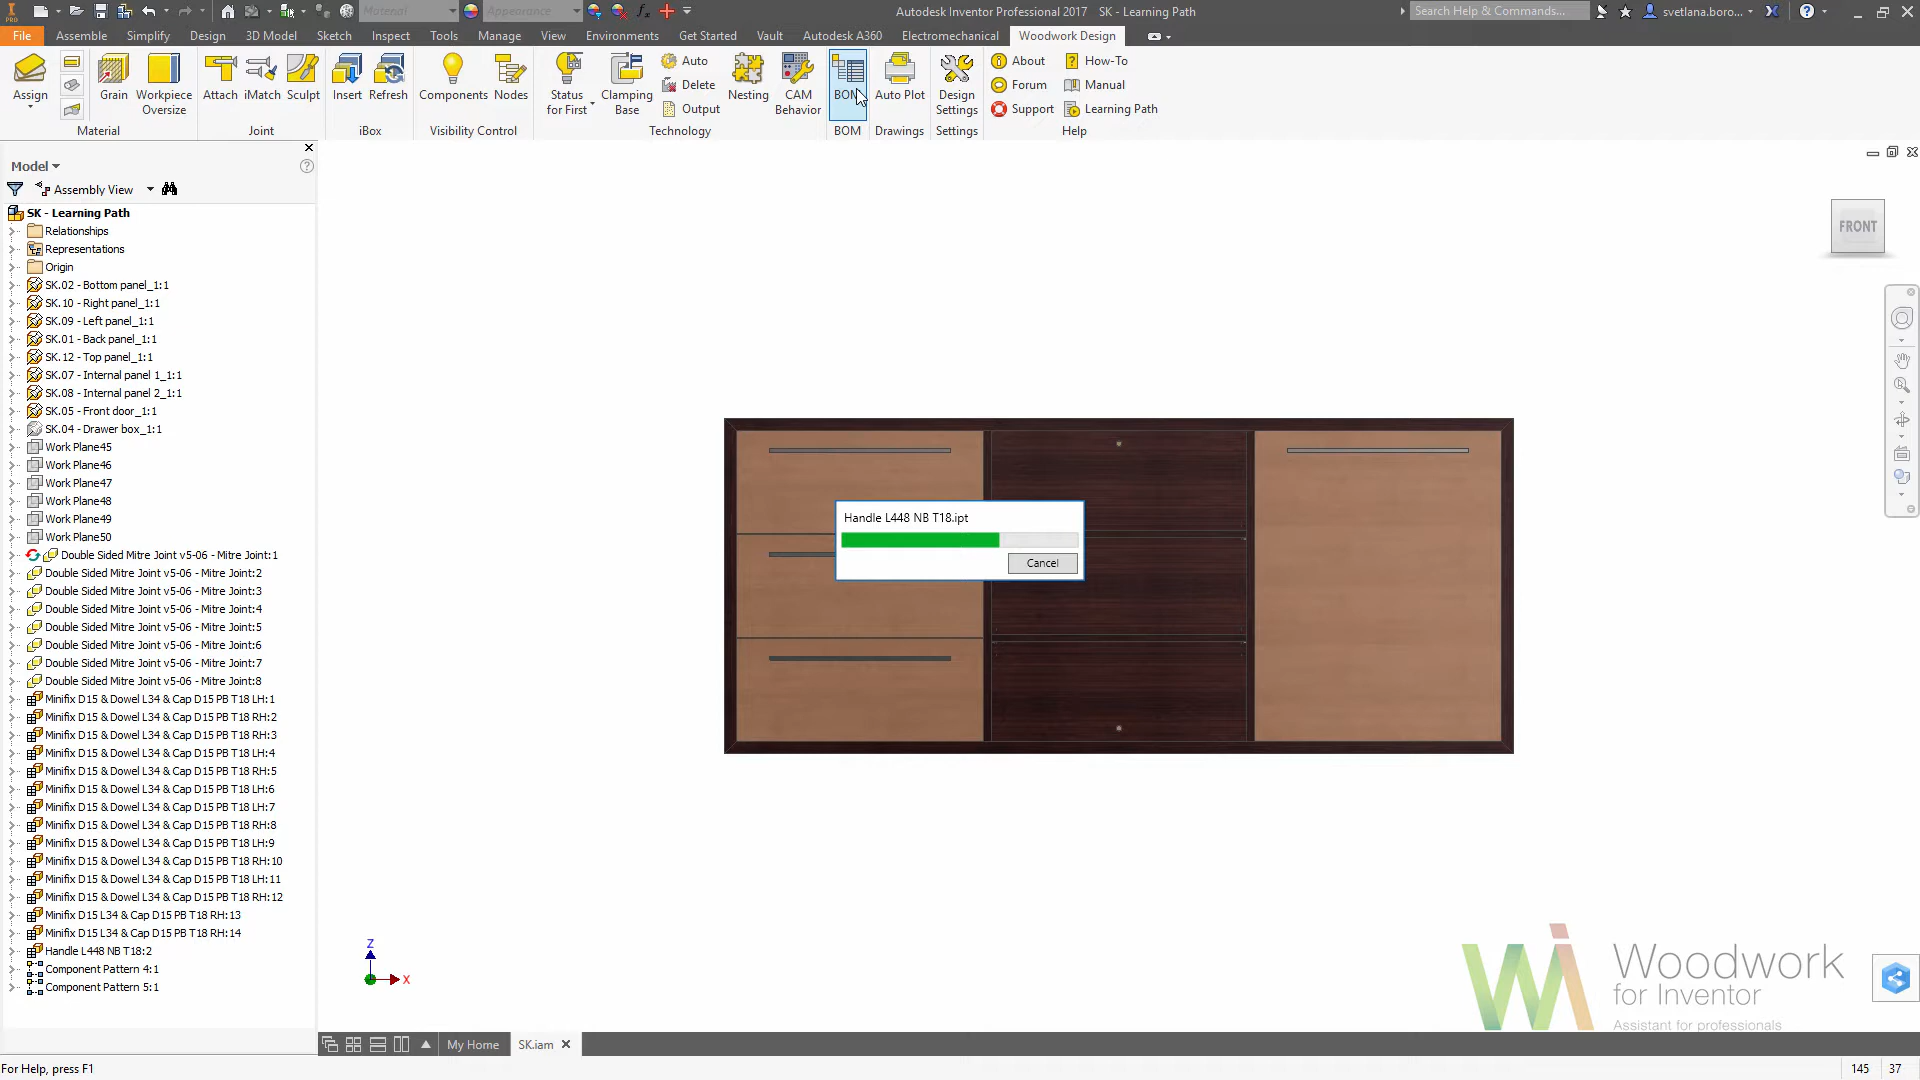 PRO
Material
Appearance
Autodesk Inventor Professional 2017 SK - Learning Path
Search Help & Commands...
svetlana.boro...
File Assemble Simplify Design 3D Model Sketch Inspect Tools Manage View Environments Get Started Vault Autodesk A360 Electromechanical Woodwork Design
Assign
Grain
Workpiece Oversize
Attach
iMatch
Sculpt
Insert
Refresh
Components
Nodes
Status for First
Clamping Base
Auto
Delete
Output
Nesting
CAM Behavior
BOM
Auto Plot
Design Settings
About
Forum
Support
How-To
Manual
Learning Path
Material Joint iBox Visibility Control Technology BOM Drawings Settings Help
Model
Assembly View
SK - Learning Path
Relationships
Representations
Origin
SK.02 - Bottom panel_1:1
SK.10 - Right panel_1:1
SK.09 - Left panel_1:1
SK.01 - Back panel_1:1
SK.12 - Top panel_1:1
SK.07 - Internal panel 1_1:1
SK.08 - Internal panel 2_1:1
SK.05 - Front door_1:1
SK.04 - Drawer box_1:1
Work Plane45
Work Plane46
Work Plane47
Work Plane48
Work Plane49
Work Plane50
Double Sided Mitre Joint v5-06 - Mitre Joint:1
Double Sided Mitre Joint v5-06 - Mitre Joint:2
Double Sided Mitre Joint v5-06 - Mitre Joint:3
Double Sided Mitre Joint v5-06 - Mitre Joint:4
Double Sided Mitre Joint v5-06 - Mitre Joint:5
Double Sided Mitre Joint v5-06 - Mitre Joint:6
Double Sided Mitre Joint v5-06 - Mitre Joint:7
Double Sided Mitre Joint v5-06 - Mitre Joint:8
Minifix D15 & Dowel L34 & Cap D15 PB T18 LH:1
Minifix D15 & Dowel L34 & Cap D15 PB T18 RH:2
Minifix D15 & Dowel L34 & Cap D15 PB T18 RH:3
Minifix D15 & Dowel L34 & Cap D15 PB T18 LH:4
Minifix D15 & Dowel L34 & Cap D15 PB T18 RH:5
Minifix D15 & Dowel L34 & Cap D15 PB T18 LH:6
Minifix D15 & Dowel L34 & Cap D15 PB T18 LH:7
Minifix D15 & Dowel L34 & Cap D15 PB T18 RH:8
Minifix D15 & Dowel L34 & Cap D15 PB T18 LH:9
Minifix D15 & Dowel L34 & Cap D15 PB T18 RH:10
Minifix D15 & Dowel L34 & Cap D15 PB T18 LH:11
Minifix D15 & Dowel L34 & Cap D15 PB T18 RH:12
Minifix D15 L34 & Cap D15 PB T18 RH:13
Minifix D15 L34 & Cap D15 PB T18 RH:14
Handle L448 NB T18:2
Component Pattern 4:1
Component Pattern 5:1
FRONT
Handle L448 NB T18.ipt
Cancel
Z
X
Woodwork
for Inventor
Assistant for professionals
My Home SK.iam
For Help, press F1
145 37